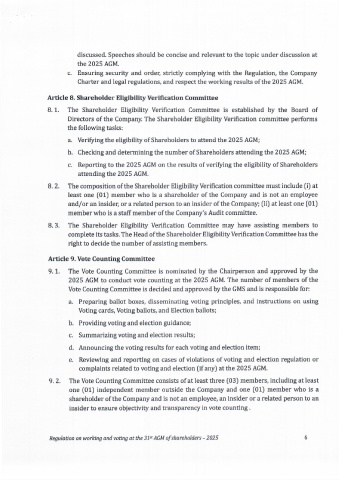 discussed. Speeches should be concise and relevant to the topic under discussion at
the 2025 AGM.
c. Ensuring security and order, strictly complying with the Regulation, the Company
Charter and legal regulations, and respect the working results of the 2025 AGM.
Article 8. Shareholder Eligibility Verification Committee
8. 1. The Shareholder Eligibility Verification Committee is established by the Board of
Directors of the Company. The Shareholder Eligibility Verification committee performs
the following tasks:
a. Verifying the eligibility of Shareholders to attend the 2025 AGM;
b. Checking and determining the number of Shareholders attending the 2025 AGM;
c. Reporting to the 2025 AGM on the results of verifying the eligibility of Shareholders
attending the 2025 AGM.
8. 2. The composition of the Shareholder Eligibility Verification committee must include (i) at
least one (01) member who is a shareholder of the Company and is not an employee
and/or an insider, or a related person to an insider of the Company; (ii) at least one (01)
member who is a staff member of the Company's Audit committee.
8. 3. The Shareholder Eligibility Verification Committee may have assisting members to
complete its tasks. The Head of the Shareholder Eligibility Verification Committee has the
right to decide the number of assisting members.
Article 9. Vote Counting Committee
9. 1. The Vote Counting Committee is nominated by the Chairperson and approved by the
2025 AGM to conduct vote counting at the 2025 AGM. The number of members of the
Vote Counting Committee is decided and approved by the GMS and is responsible for:
a. Preparing ballot boxes, disseminating voting principles, and instructions on using
Voting cards, Voting ballots, and Election ballots;
b. Providing voting and election guidance;
c. Summarizing voting and election results;
d. Announcing the voting results for each voting and election item;
e. Reviewing and reporting on cases of violations of voting and election regulation or
complaints related to voting and election (if any) at the 2025 AGM.
9. 2. The Vote Counting Committee consists of at least three (03) members, including at least
one (01) independent member outside the Company and one (01) member who is a
shareholder of the Company and is not an employee, an insider or a related person to an
insider to ensure objectivity and transparency in vote counting .
Regulation on working and voting at the 31st AGM of shareholders – 2025 6